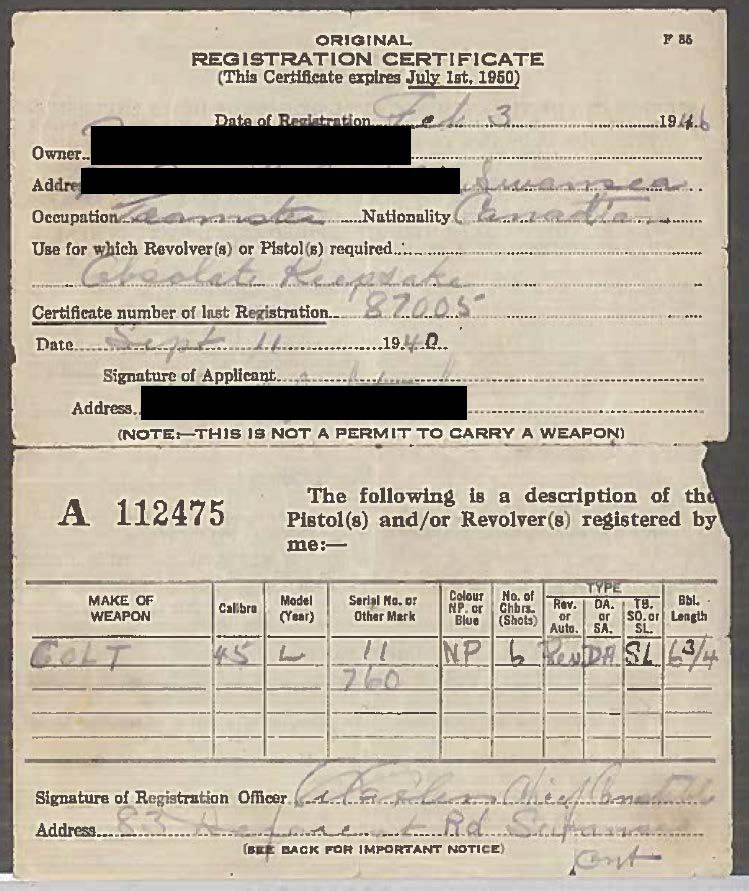 ORIGINAL F 85
REGISTRATION CERTIFICATE
(This Certificate expires July 1st, 1950)
Date of Registration Feb 3 1946
Owner
Addre Swansea
Occupation Teamster Nationality Canadian
Use for which Revolver(s) or Pistol(s) required
Obsolete Keepsake
Certificate number of last Registration 87005
Date Sept 11 1940
Signature of Applicant
Address
(NOTE:—THIS IS NOT A PERMIT TO CARRY A WEAPON)
A 112475
The following is a description of the
Pistol(s) and/or Revolver(s) registered by
me:—
MAKE OF WEAPON Calibre Model (Year) Serial No. or Other Mark Colour NP. or Blue No. of Chbrs. (Shots) TYPE Rev. or Auto. DA. or SA. TB. SO. or SL. Bbl. Length
COLT 45 L 11 NP 6 Rev DA SL 6 3/4
760
Signature of Registration Officer Chief Constable
Address 83 Rd Swansea
Ont
(SEE BACK FOR IMPORTANT NOTICE)